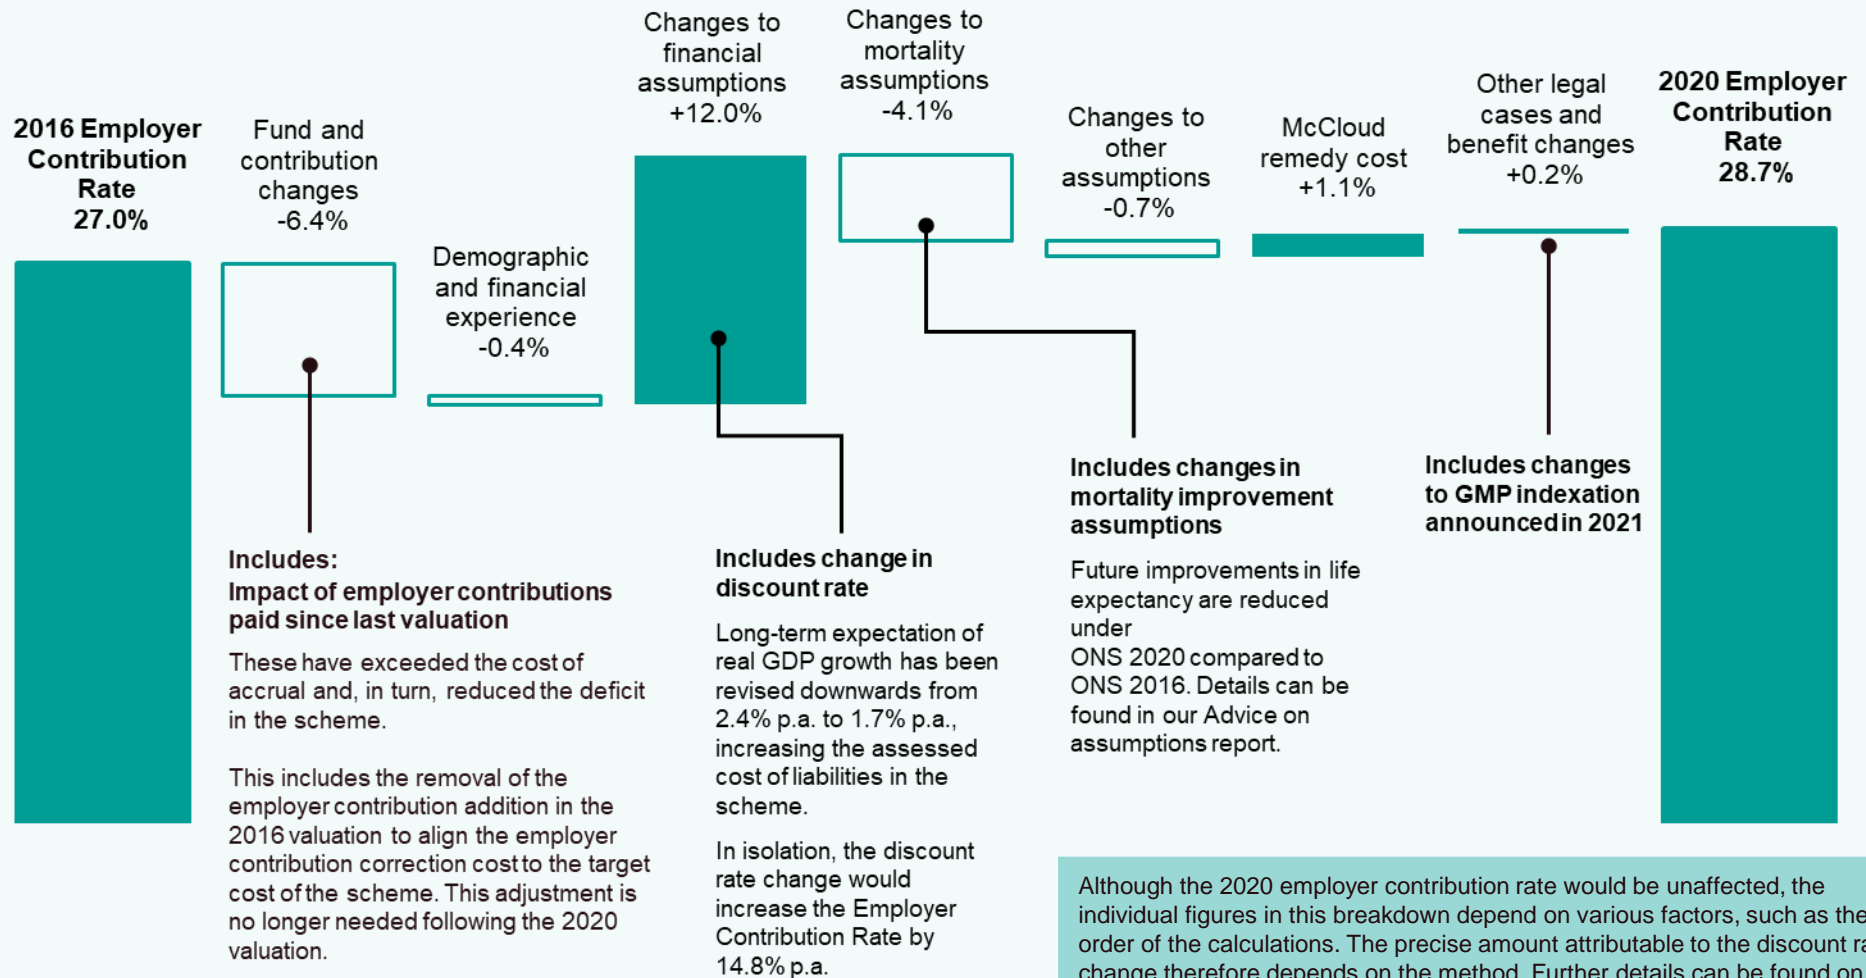 2016 Employer
Contribution
Rate
27.0%
Fund and
contribution
changes
-6.4%
Demographic
and financial
experience
-0.4%
Changes to
financial
assumptions
+12.0%
Changes to
mortality
assumptions
-4.1%
Changes to
other
assumptions
-0.7%
McCloud
remedy cost
+1.1%
Other legal
cases and
benefit changes
+0.2%
2020 Employer
Contribution
Rate
28.7%
Includes:
Impact of employer contributions
paid since last valuation
These have exceeded the cost of
accrual and, in turn, reduced the deficit
in the scheme.
This includes the removal of the
employer contribution addition in the
2016 valuation to align the employer
contribution correction cost to the target
cost of the scheme. This adjustment is
no longer needed following the 2020
valuation.
Includes change in
discount rate
Long-term expectation of
real GDP growth has been
revised downwards from
2.4% p.a. to 1.7% p.a.,
increasing the assessed
cost of liabilities in the
scheme.
In isolation, the discount
rate change would
increase the Employer
Contribution Rate by
14.8% p.a.
Includes changes in
mortality improvement
assumptions
Future improvements in life
expectancy are reduced
under
ONS 2020 compared to
ONS 2016. Details can be
found in our Advice on
assumptions report.
Includes changes
to GMP indexation
announced in 2021
Although the 2020 employer contribution rate would be unaffected, the
individual figures in this breakdown depend on various factors, such as the
order of the calculations. The precise amount attributable to the discount
change therefore depends on the method. Further details can be found on